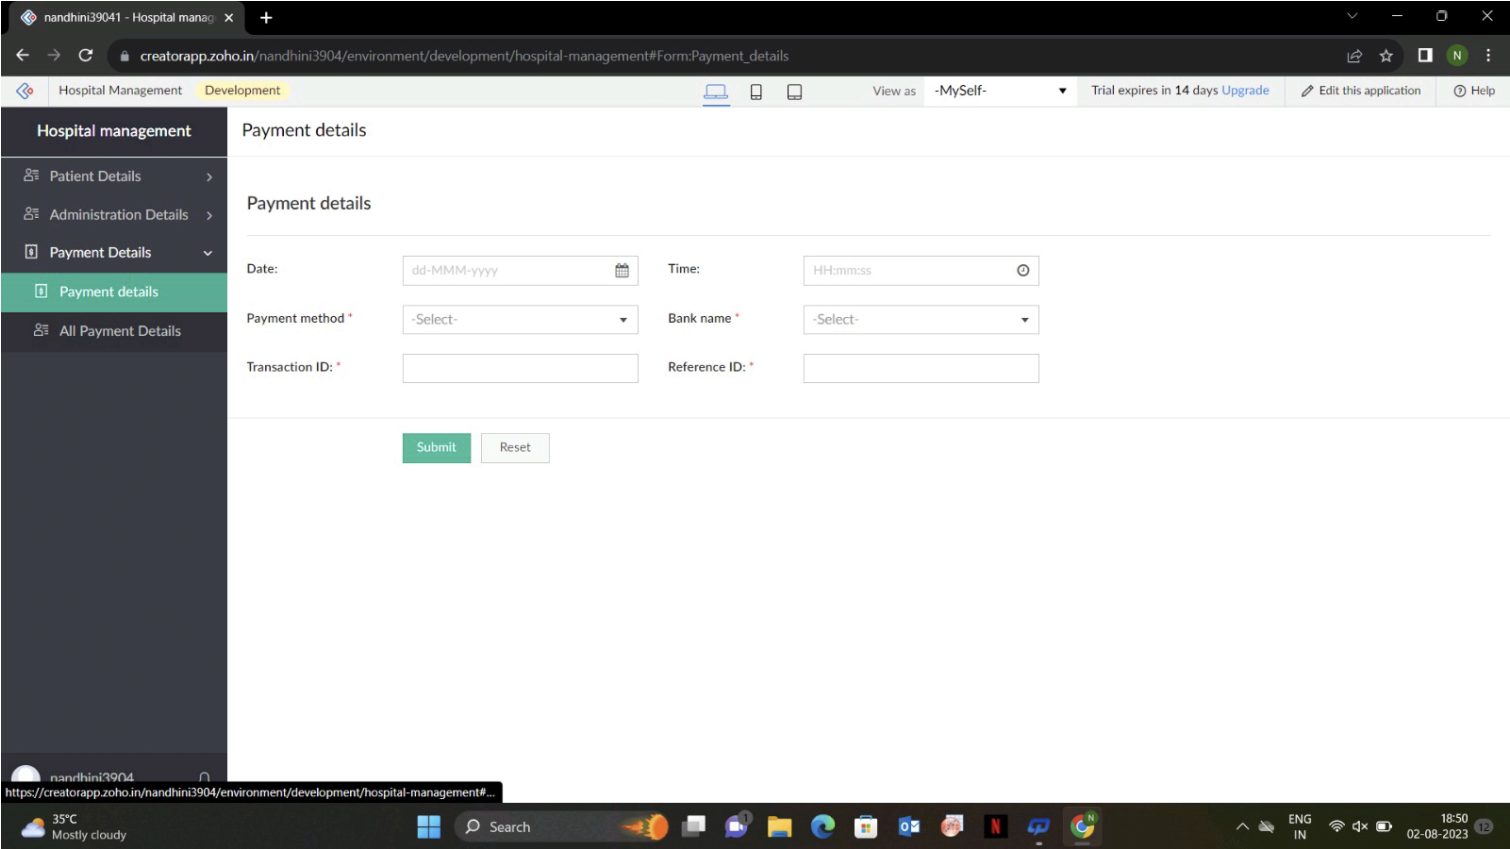 nandhini39041 - Hospital manag
creatorapp.zoho.in/nandhini3904/environment/development/hospital-management#Form:Payment_details
N
Hospital Management Development
View as -MySelf- Trial expires in 14 days Upgrade Edit this application Help
Hospital management
Payment details
Patient Details
Administration Details
Payment Details
Payment details
All Payment Details
Payment details
Date: dd-MMM-yyyy Time: HH:mm:ss
Payment method * -Select- Bank name * -Select-
Transaction ID: * Reference ID: *
Submit Reset
nandhini3904
https://creatorapp.zoho.in/nandhini3904/environment/development/hospital-management#...
35°C
Mostly cloudy
Search
1
N
N
ENG
IN
18:50
02-08-2023
12